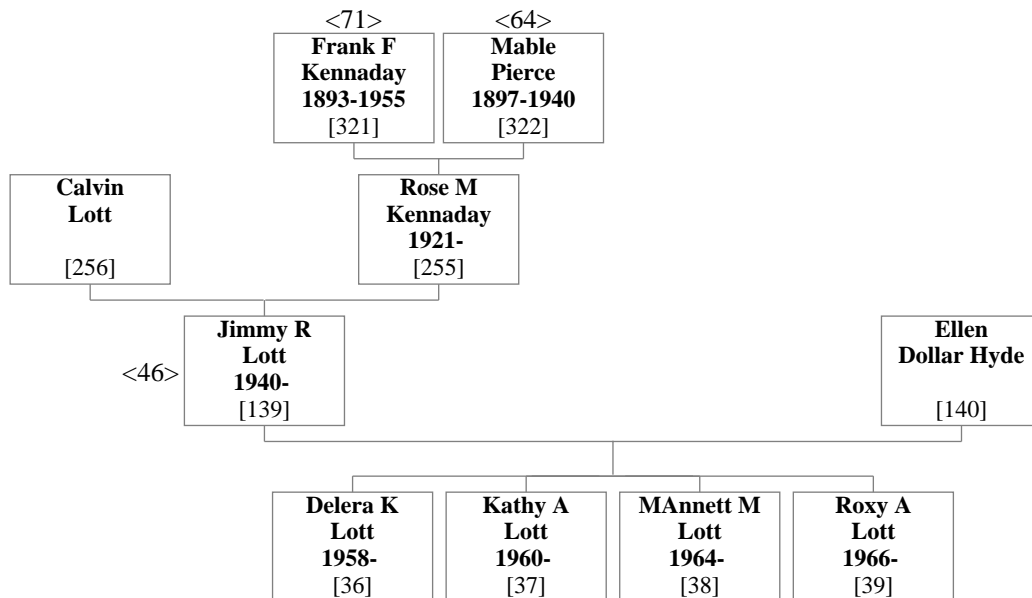 <71>
Frank F
Kennaday
1893-1955
[321]
<64>
Mable
Pierce
1897-1940
[322]
Calvin
Lott
[256]
Rose M
Kennaday
1921-
[255]
<46>
Jimmy R
Lott
1940-
[139]
Ellen
Dollar Hyde
[140]
Delera K
Lott
1958-
[36]
Kathy A
Lott
1960-
[37]
MAnnett M
Lott
1964-
[38]
Roxy A
Lott
1966-
[39]